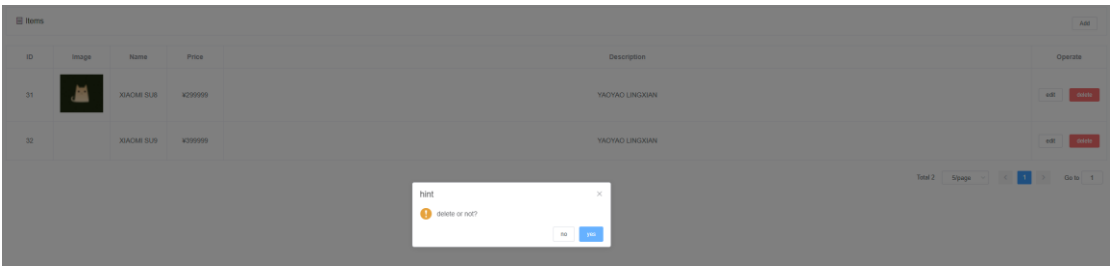 Items
Add
ID Image Name Price Description Operate
31 XIAOMI SU8 ¥299999 YAOYAO LINGXIAN edit delete
32 XIAOMI SU9 ¥399999 YAOYAO LINGXIAN edit delete
Total 2 5/page 1 Go to 1
hint
delete or not?
no yes